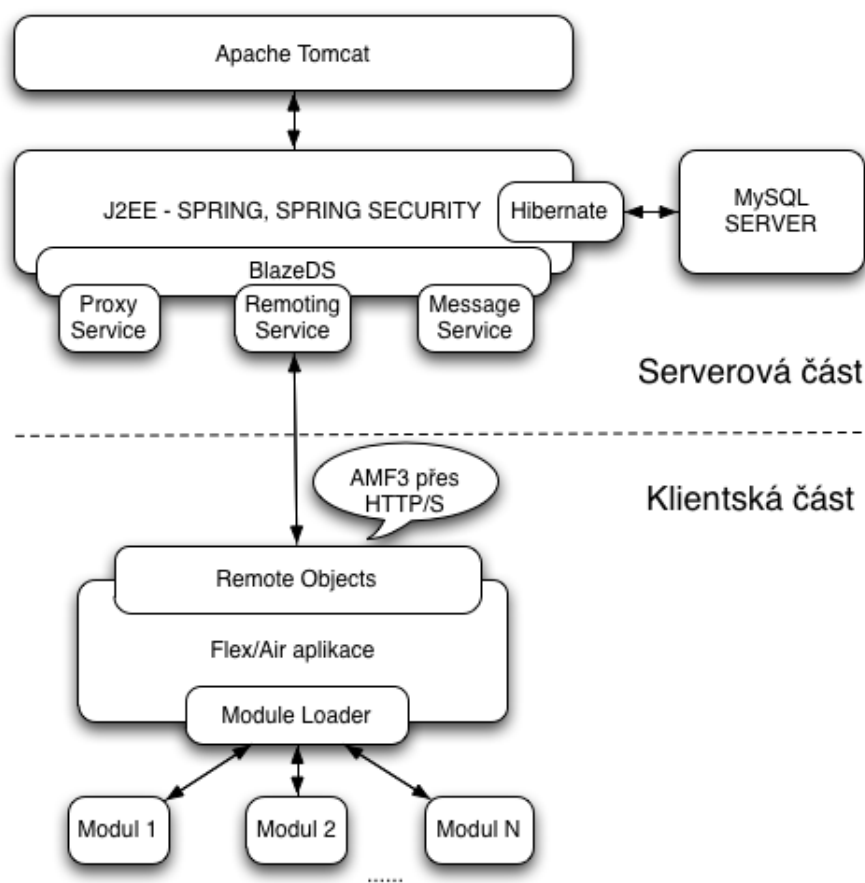 Apache Tomcat
J2EE - SPRING, SPRING SECURITY
Hibernate
MySQL
SERVER
BlazeDS
Proxy
Service
Remoting
Service
Message
Service
Serverová část
AMF3 přes
HTTP/S
Klientská část
Remote Objects
Flex/Air aplikace
Module Loader
Modul 1
Modul 2
Modul N
......